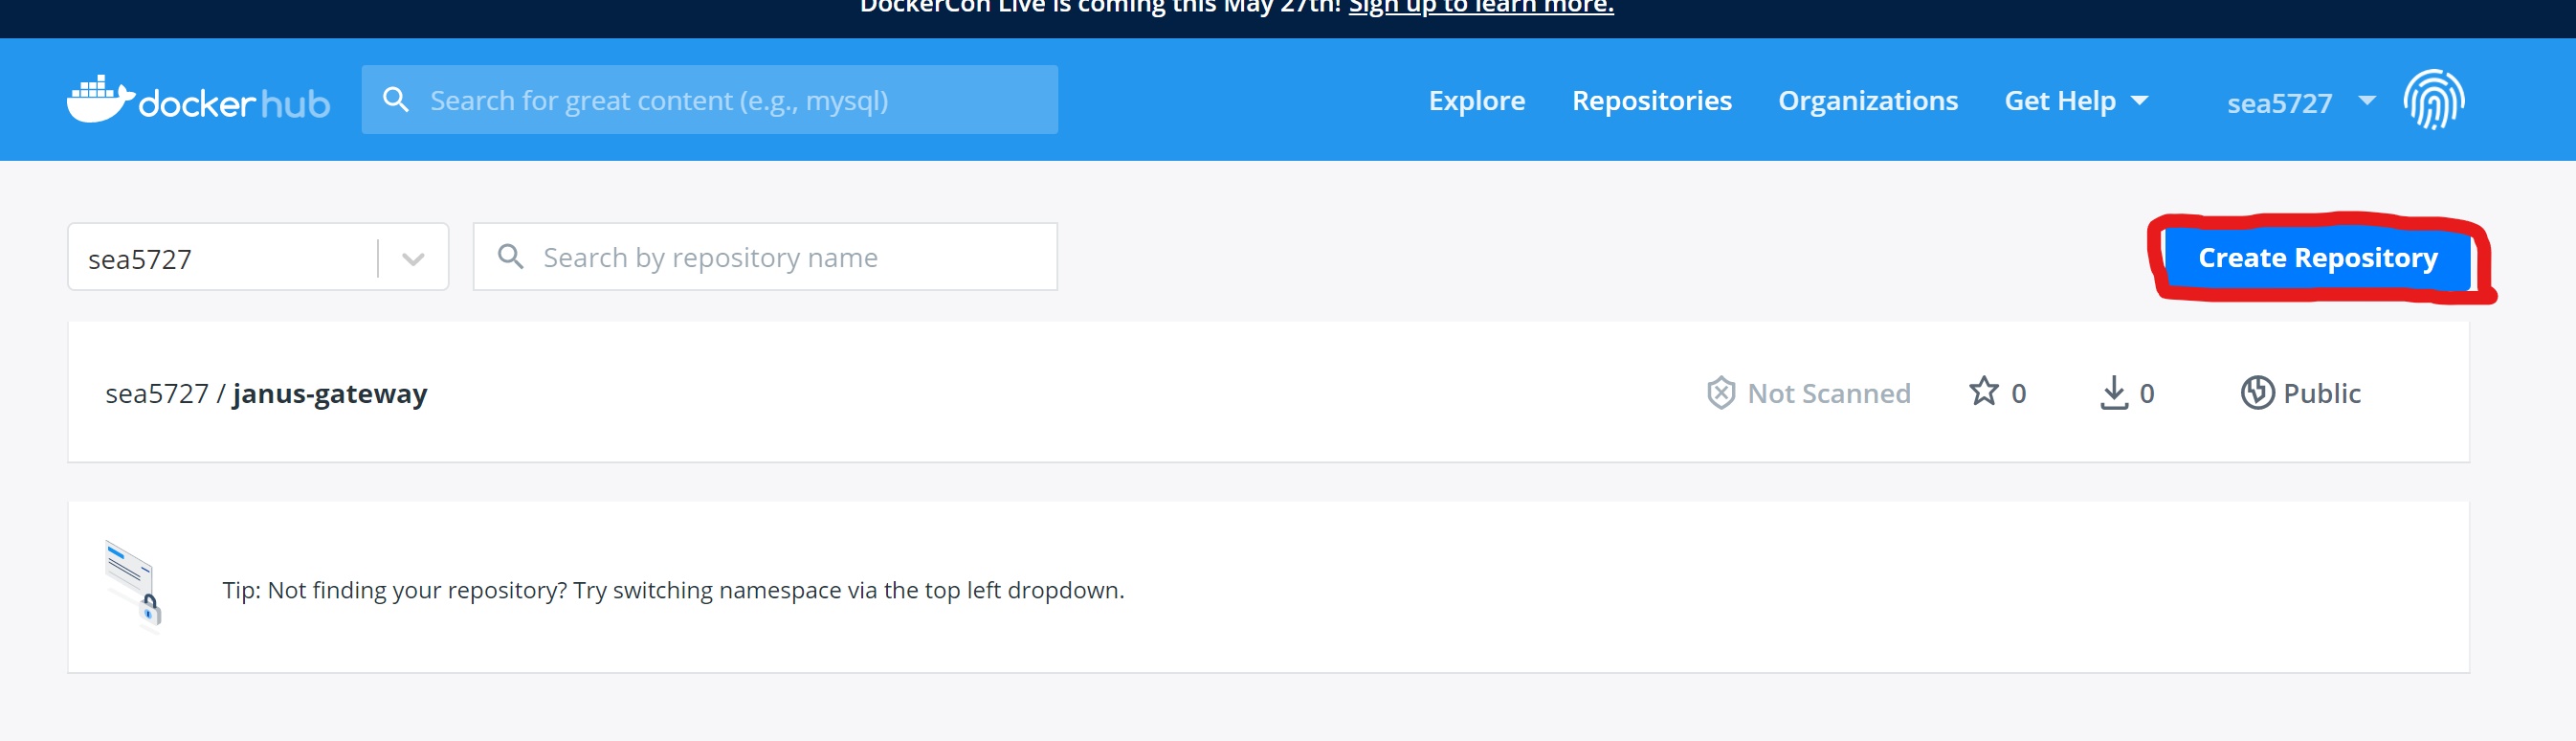 DockerCon Live is coming this May 27th! Sign up to learn more.
dockerhub
Search for great content (e.g., mysql)
Explore
Repositories
Organizations
Get Help
sea5727
sea5727
Search by repository name
Create Repository
sea5727 / janus-gateway
Not Scanned
0
0
Public
Tip: Not finding your repository? Try switching namespace via the top left dropdown.